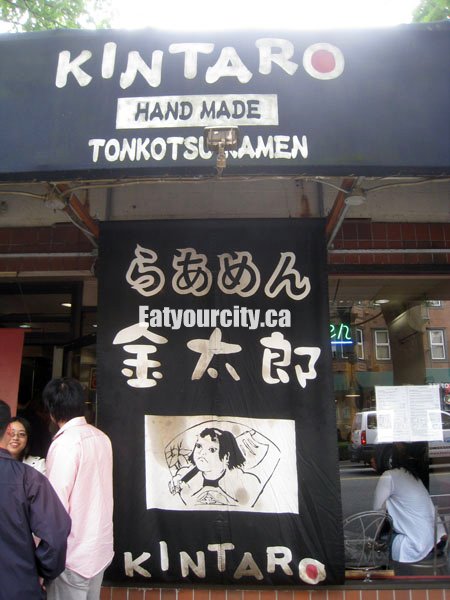 KINTARO
HAND MADE
TONKOTSU RAMEN
らあめん
Eatyourcity.ca
金太郎
KINTARO